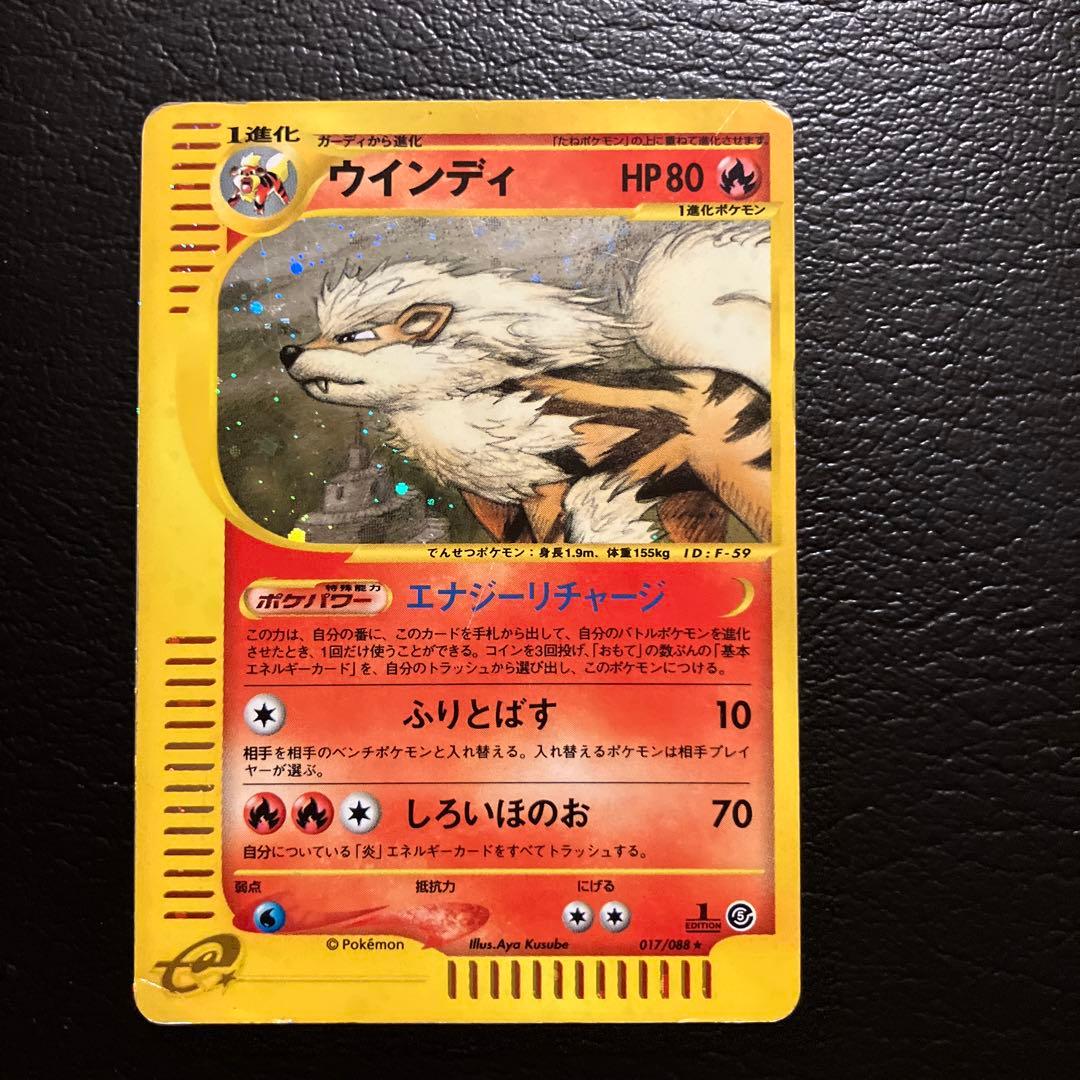 1進化 ガーディから進化 「たねポケモン」の上に重ねて進化させます。
ウインディ HP80
1進化ポケモン
でんせつポケモン：身長1.9m、体重155kg ID：F-59
特殊能力
ポケパワー エナジーリチャージ
この力は、自分の番に、このカードを手札から出して、自分のバトルポケモンを進化
させたとき、1回だけ使うことができる。コインを3回投げ、「おもて」の数ぶんの「基本
エネルギーカード」を、自分のトラッシュから選び出し、このポケモンにつける。
ふりとばす 10
相手を相手のベンチポケモンと入れ替える。入れ替えるポケモンは相手プレイ
ヤーが選ぶ。
しろいほのお 70
自分についている「炎」エネルギーカードをすべてトラッシュする。
弱点 抵抗力 にげる
1
EDITION 5
©Pokémon Illus.Aya Kusube 017/088★
e